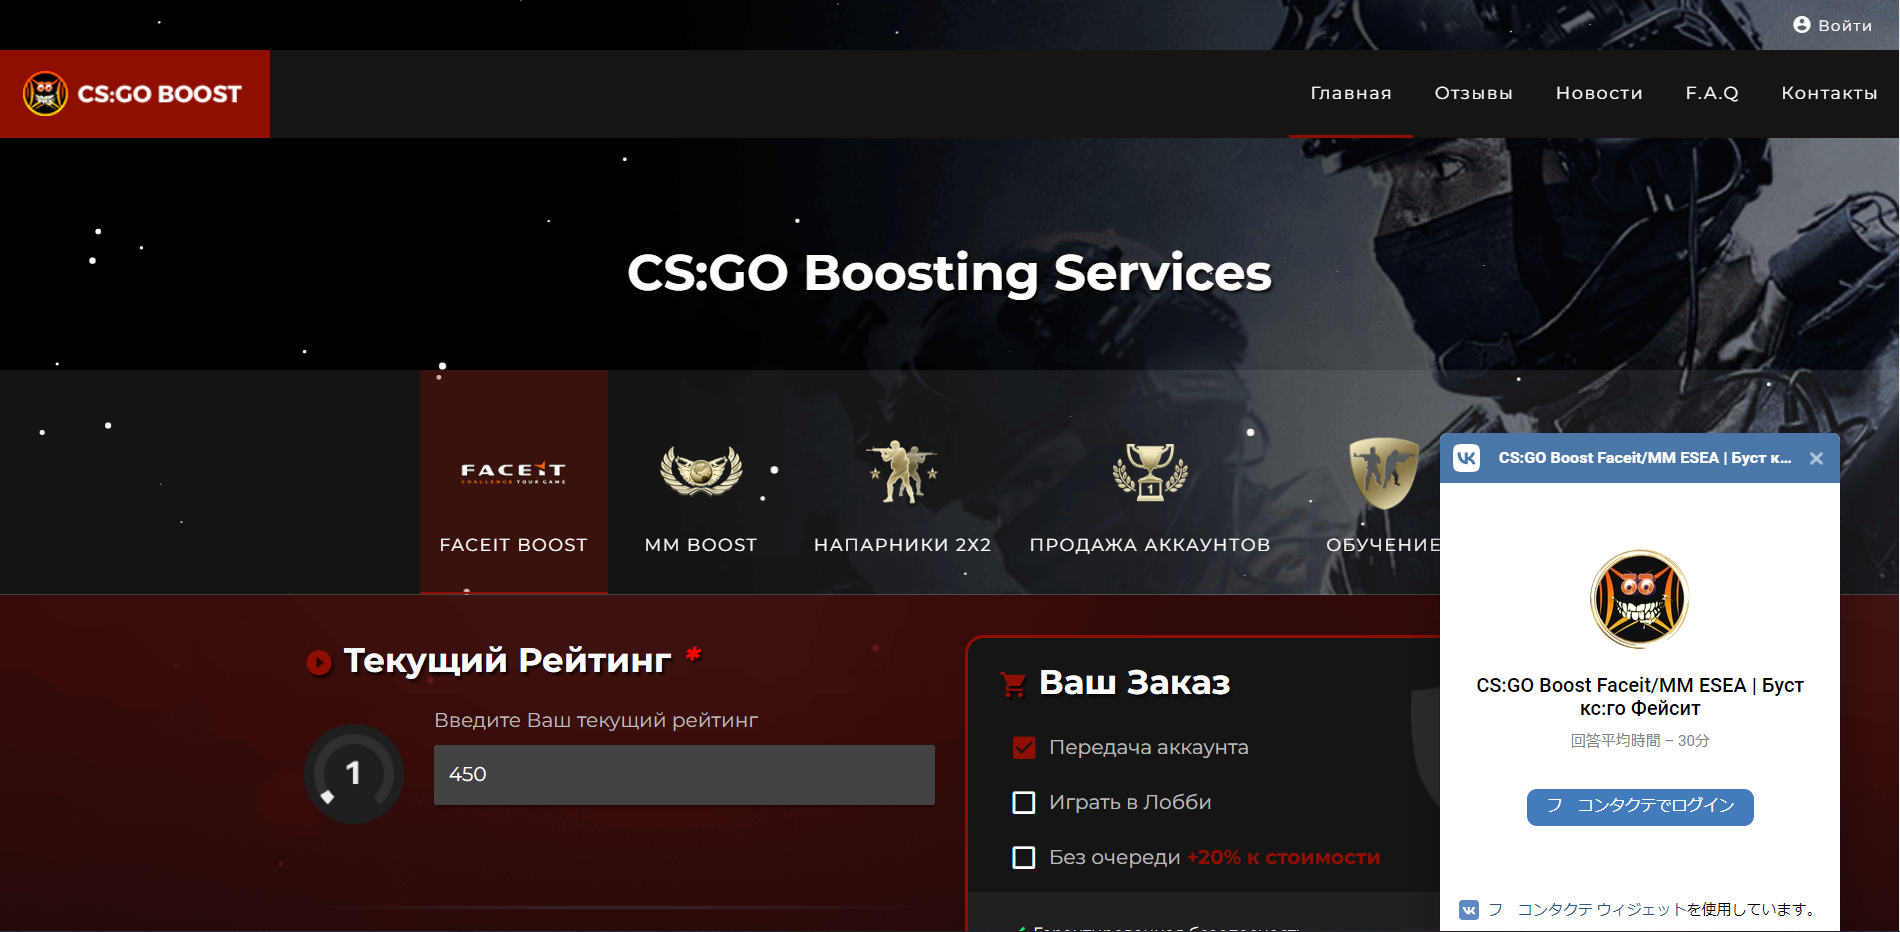 Войти
CS:GO BOOST
Главная
Отзывы
Новости
F.A.Q
Контакты
CS:GO Boosting Services
FACEIT
CHALLENGE YOUR GAME
FACEIT BOOST
MM BOOST
НАПАРНИКИ 2X2
1
ПРОДАЖА АККАУНТОВ
ОБУЧЕНИЕ
Текущий Рейтинг *
Введите Ваш текущий рейтинг
1
450
Ваш Заказ
Передача аккаунта
Играть в Лобби
Без очереди +20% к стоимости
Гарантированная безопасность
CS:GO Boost Faceit/MM ESEA | Буст к...
CS:GO Boost Faceit/MM ESEA | Буст
кс:го Фейсит
回答平均時間 – 30分
フ コンタクテでログイン
フ コンタクテ ウィジェットを使用しています。